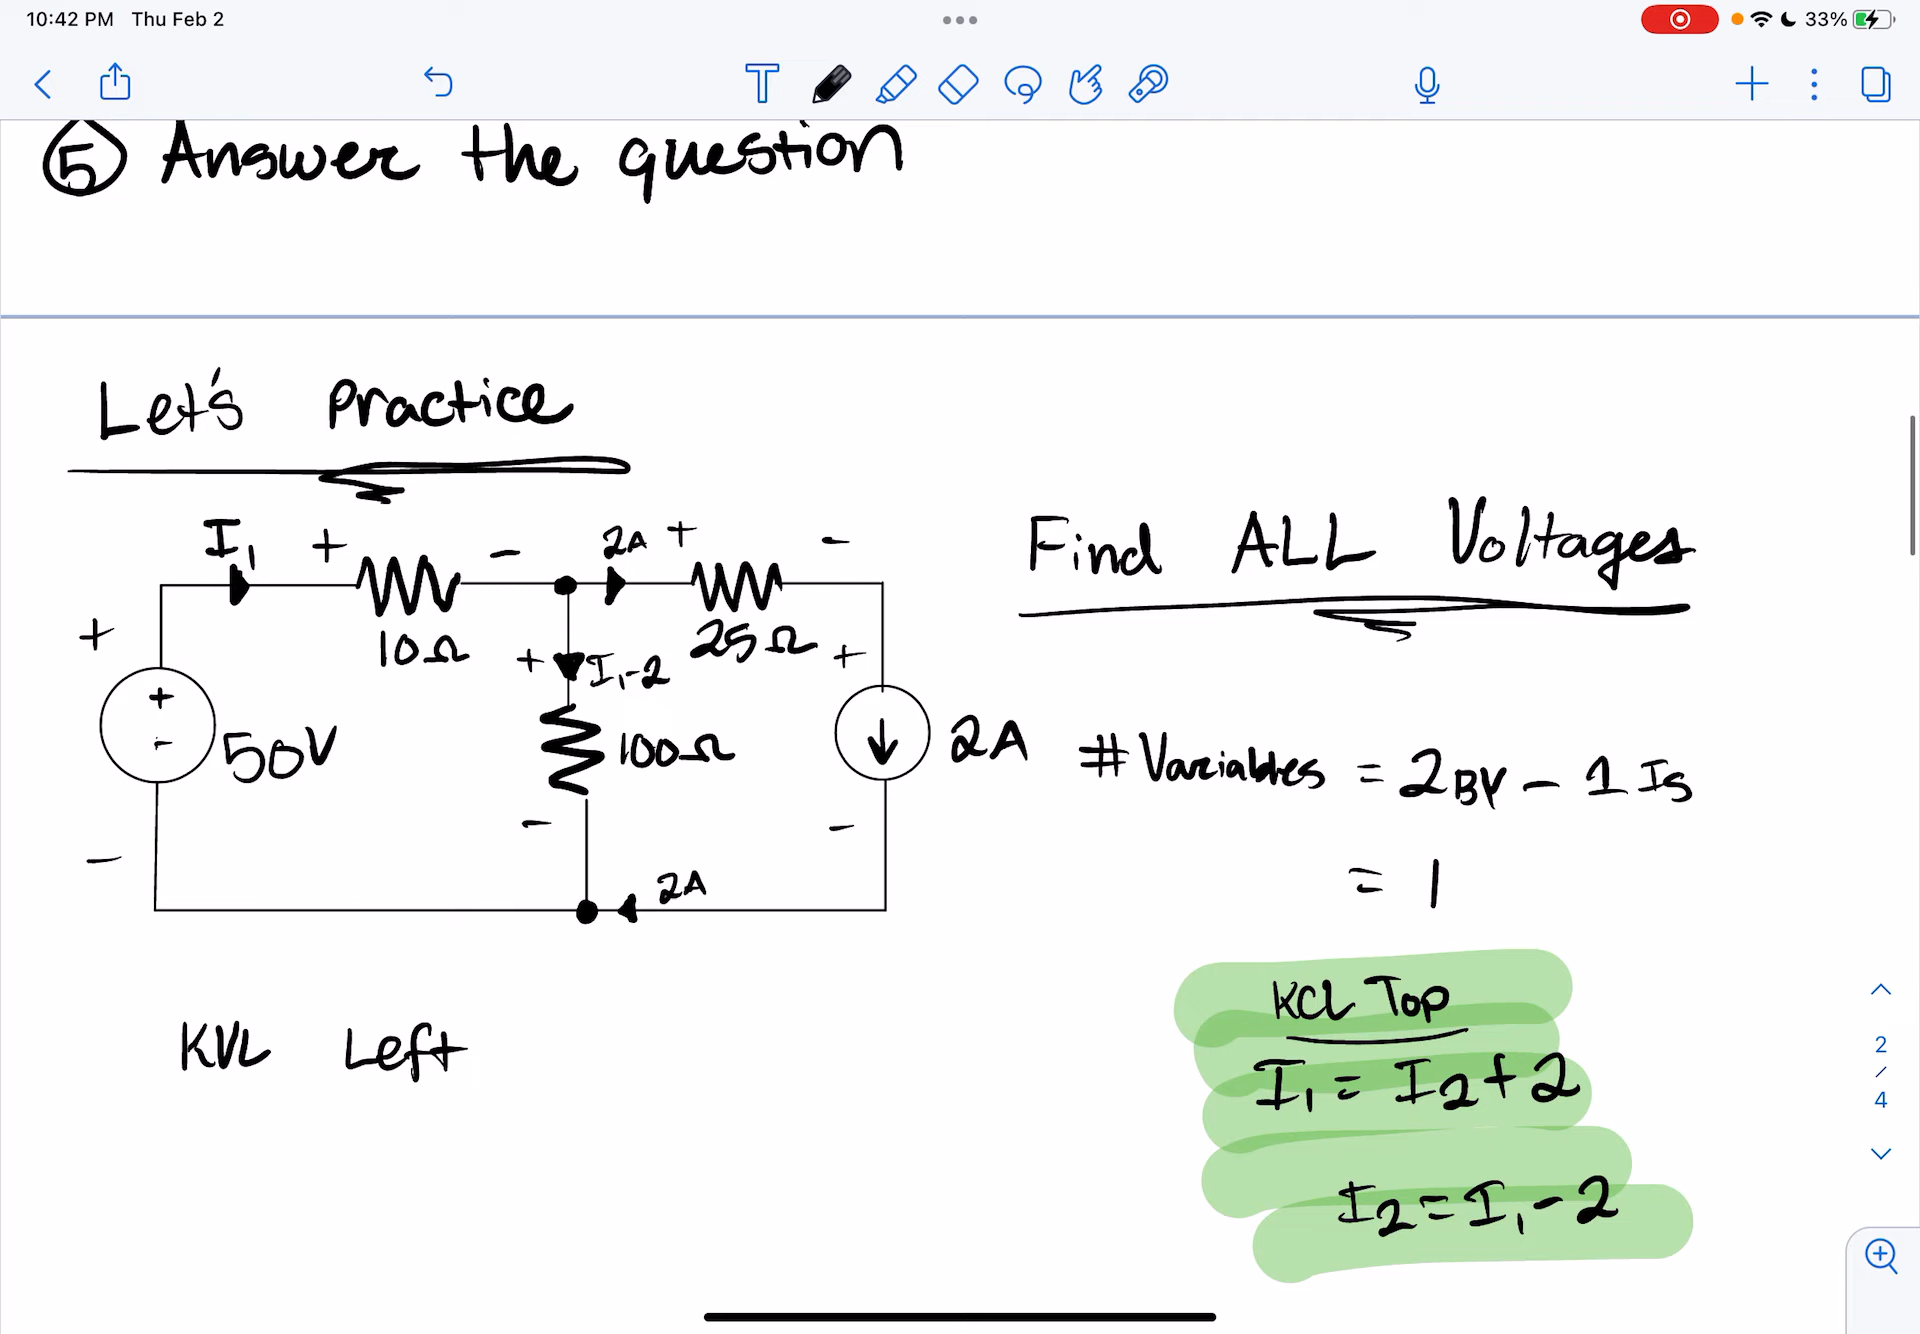 10:42 PM Thu Feb 2
33%
T
5 Answer the question
Let's Practice
I₁ + - 2A + -
10Ω 25Ω
Find ALL Voltages
+ + I₁-2 +
+
-
50V
100Ω
2A
# Variables = 2BV - 1 Is
- - -
2A
= 1
KVL Left
KCL Top
I₁ = I₂ + 2
I₂ = I₁ - 2
2
/
4